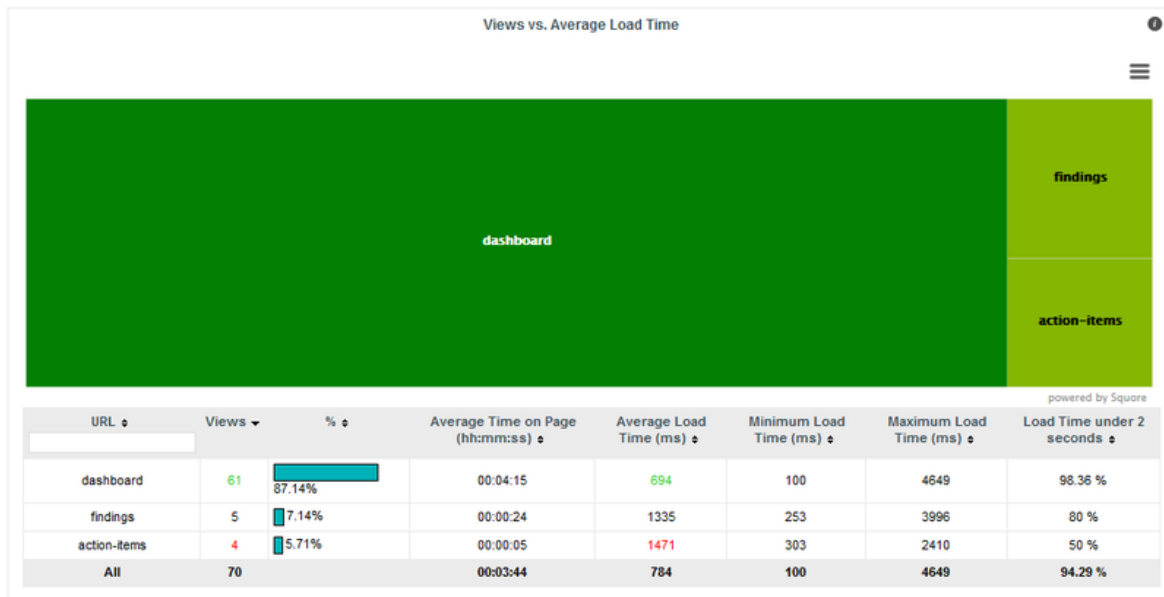 Views vs. Average Load Time
dashboard
findings
action-items
powered by Squore
URL Views % Average Time on Page (hh:mm:ss) Average Load Time (ms) Minimum Load Time (ms) Maximum Load Time (ms) Load Time under 2 seconds
dashboard 61 87.14% 00:04:15 694 100 4649 98.36 %
findings 5 7.14% 00:00:24 1335 253 3996 80 %
action-items 4 5.71% 00:00:05 1471 303 2410 50 %
All 70 00:03:44 784 100 4649 94.29 %